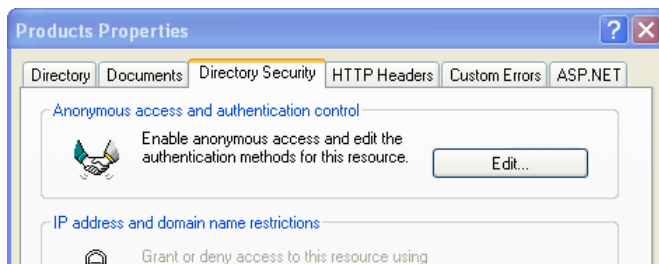 Products Properties
Directory Documents Directory Security HTTP Headers Custom Errors ASP.NET
Anonymous access and authentication control
Enable anonymous access and edit the
authentication methods for this resource.
Edit...
IP address and domain name restrictions
Grant or deny access to this resource using